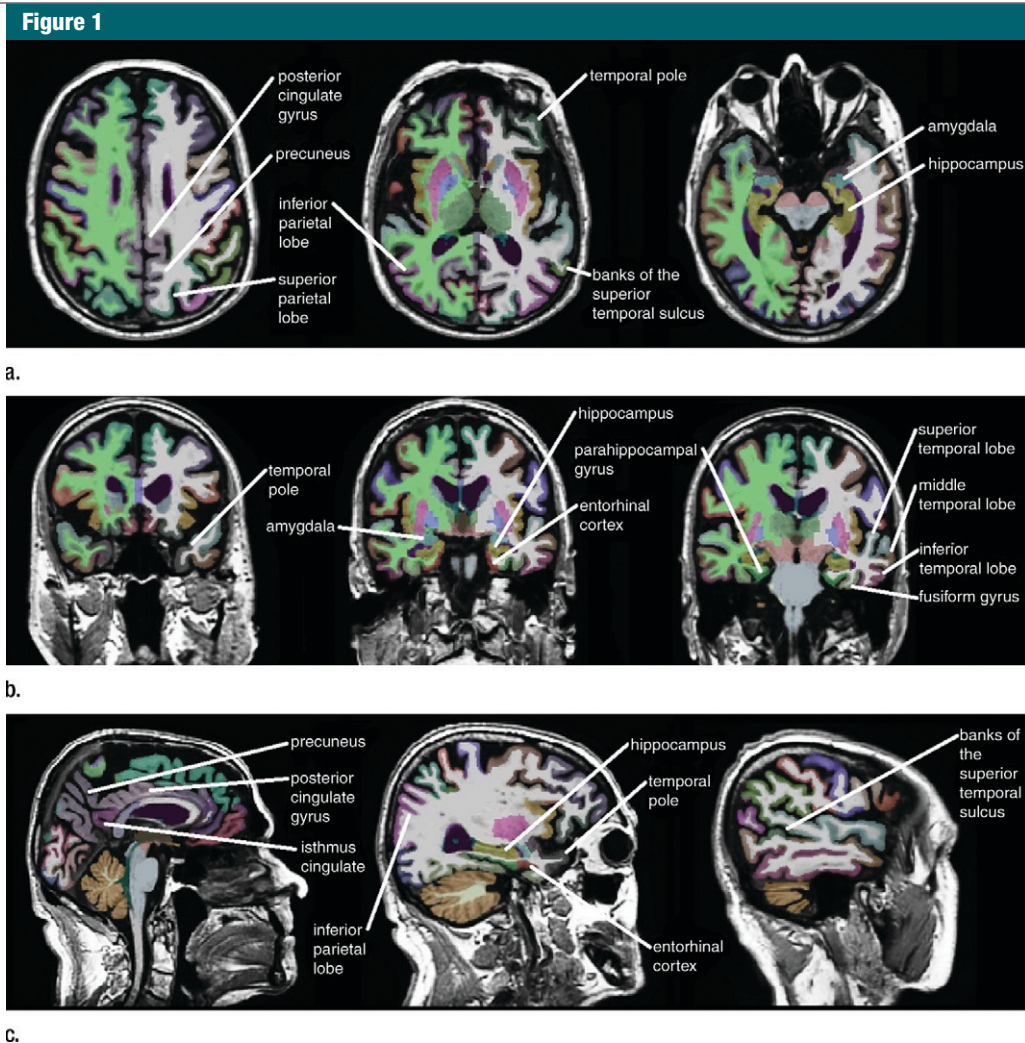 Figure 1
posterior
cingulate
gyrus
precuneus
inferior
parietal
lobe
superior
parietal
lobe
temporal pole
banks of the
superior
temporal sulcus
amygdala
hippocampus
a.
temporal
pole
amygdala
hippocampus
parahippocampal
gyrus
entorhinal
cortex
superior
temporal lobe
middle
temporal lobe
inferior
temporal lobe
fusiform gyrus
b.
precuneus
posterior
cingulate
gyrus
isthmus
cingulate
inferior
parietal
lobe
hippocampus
temporal
pole
entorhinal
cortex
banks of
the
superior
temporal
sulcus
c.